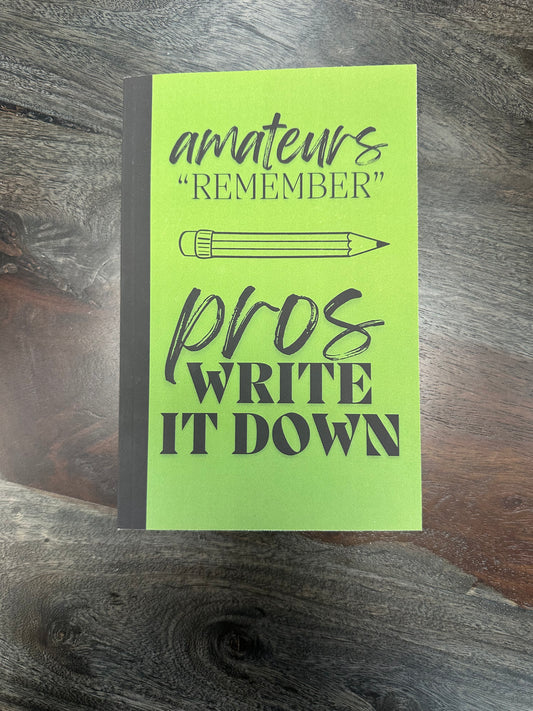 amateurs
“REMEMBER”
pros
WRITE
IT DOWN